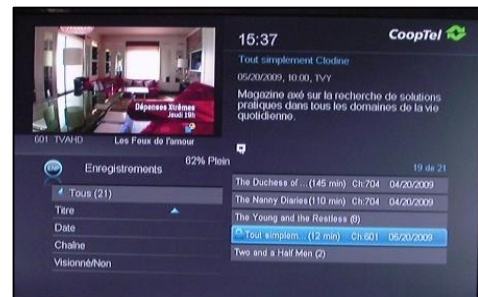 15:37
CoopTel
Tout simplement Clodine
05/20/2009, 10:00, TVY
Magazine axé sur la recherche de solutions
pratiques dans tous les domaines de la vie
quotidienne.
Dépenses Xtrêmes
Jeudi 19h
601 TVAHD Les Feux de l'amour
Enregistrements
62% Plein
19 de 21
Tous (21)
Titre
Date
Chaîne
Visionné/Non
The Duchess of ...(145 min) Ch:704 04/20/2009
The Nanny Diaries(110 min) Ch:704 04/20/2009
The Young and the Restless (9)
Tout simplem... (12 min) Ch:601 05/20/2009
Two and a Half Men (2)